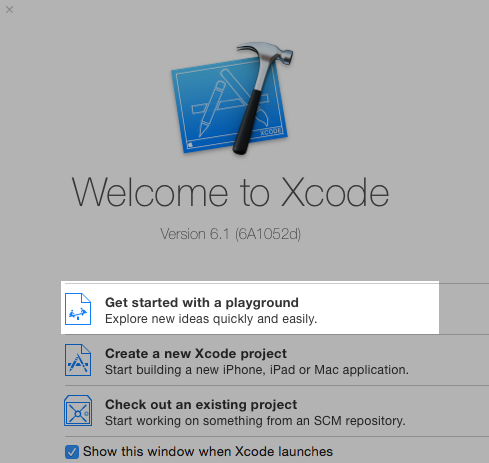 XCODE
Welcome to Xcode
Version 6.1 (6A1052d)
Get started with a playground
Explore new ideas quickly and easily.
Create a new Xcode project
Start building a new iPhone, iPad or Mac application.
Check out an existing project
Start working on something from an SCM repository.
Show this window when Xcode launches